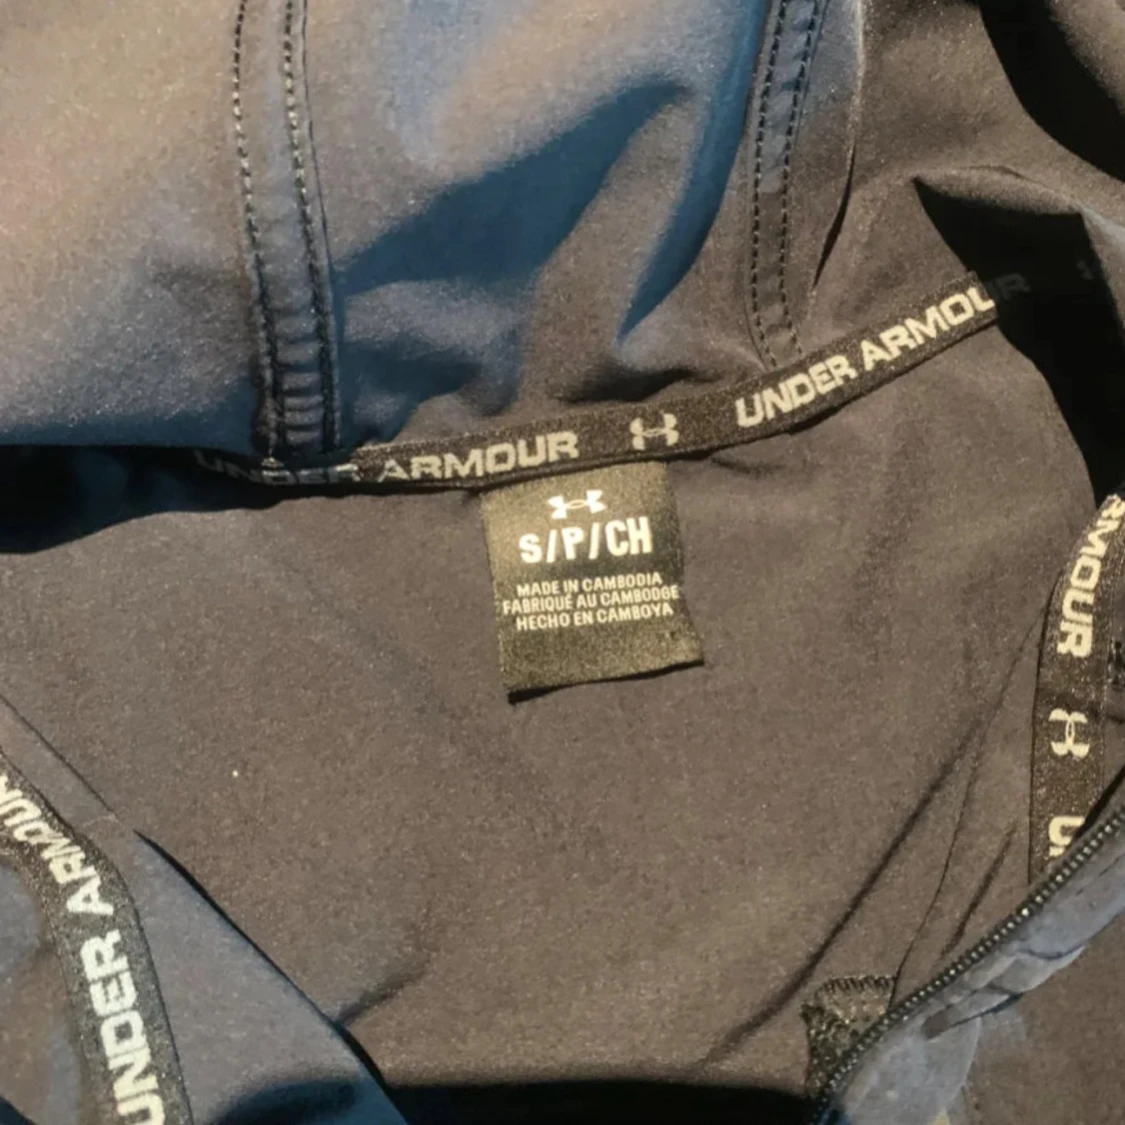 UNDER ARMOUR
UNDER ARMOUR
S/P/CH
MADE IN CAMBODIA
FABRIQUÉ AU CAMBODGE
HECHO EN CAMBOYA
ARMOUR
U
UNDER ARMOUR